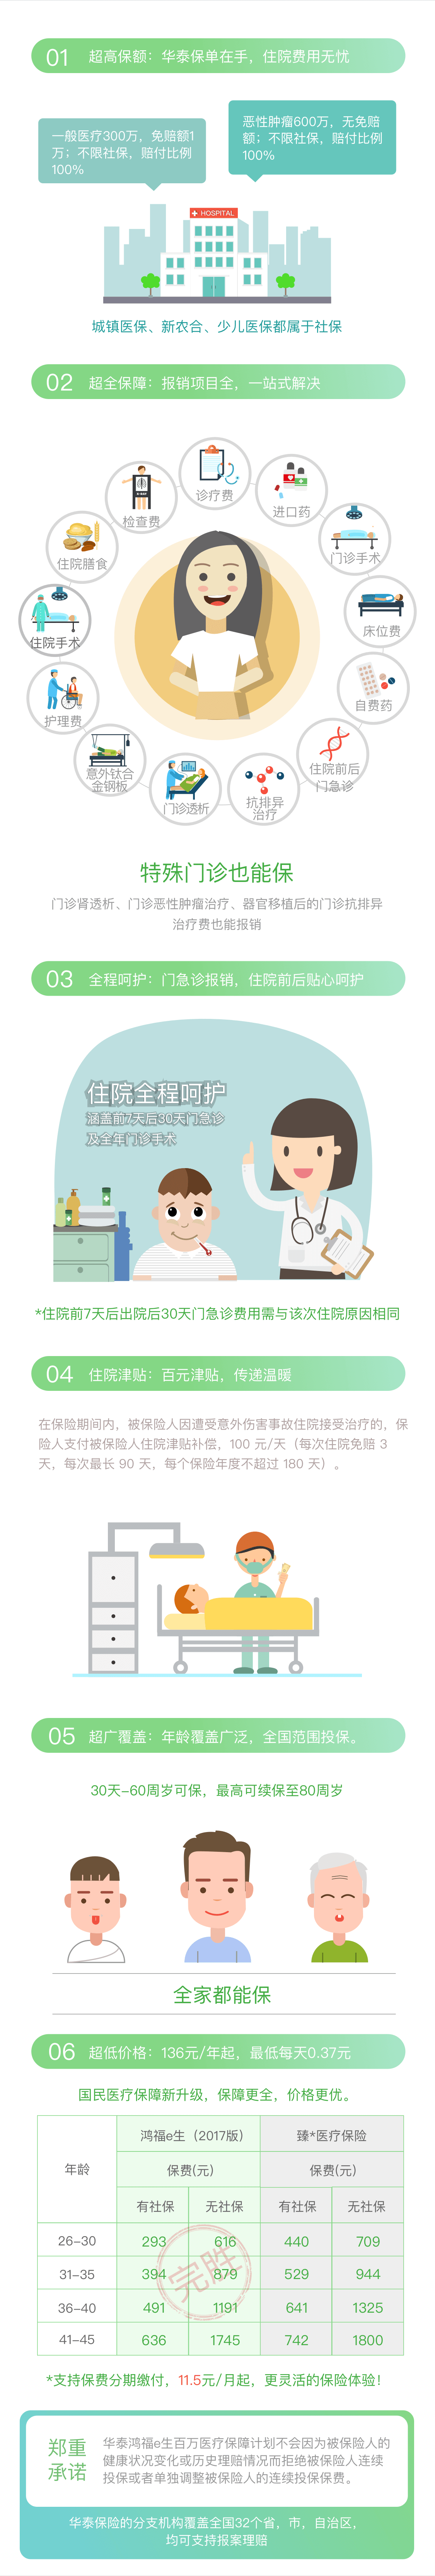 01 超高保额：华泰保单在手，住院费用无忧
一般医疗300万，免赔额1
万；不限社保，赔付比例
100%
恶性肿瘤600万，无免赔
额；不限社保，赔付比例
100%
HOSPITAL
城镇医保、新农合、少儿医保都属于社保
02 超全保障：报销项目全，一站式解决
诊疗费
检查费
进口药
住院膳食
门诊手术
住院手术
床位费
护理费
自费药
意外钛合
金钢板
住院前后
门急诊
门诊透析
抗排异
治疗
特殊门诊也能保
门诊肾透析、门诊恶性肿瘤治疗、器官移植后的门诊抗排异
治疗费也能报销
03 全程呵护：门急诊报销，住院前后贴心呵护
住院全程呵护
涵盖前7天后30天门急诊
及全年门诊手术
*住院前7天后出院后30天门急诊费用需与该次住院原因相同
04 住院津贴：百元津贴，传递温暖
在保险期间内，被保险人因遭受意外伤害事故住院接受治疗的，保
险人支付被保险人住院津贴补偿，100 元/天（每次住院免赔 3
天，每次最长 90 天，每个保险年度不超过 180 天）。
05 超广覆盖：年龄覆盖广泛，全国范围投保。
30天-60周岁可保，最高可续保至80周岁
全家都能保
06 超低价格：136元/年起，最低每天0.37元
国民医疗保障新升级，保障更全，价格更优。
年龄 鸿福e生（2017版） 臻*医疗保险
保费(元) 保费(元)
有社保 无社保 有社保 无社保
26-30 293 616 440 709
31-35 394 879 529 944
36-40 491 1191 641 1325
41-45 636 1745 742 1800
完胜
*支持保费分期缴付，11.5元/月起，更灵活的保险体验！
郑重
承诺
华泰鸿福e生百万医疗保障计划不会因为被保险人的
健康状况变化或历史理赔情况而拒绝被保险人连续
投保或者单独调整被保险人的连续投保保费。
华泰保险的分支机构覆盖全国32个省，市，自治区，
均可支持报案理赔